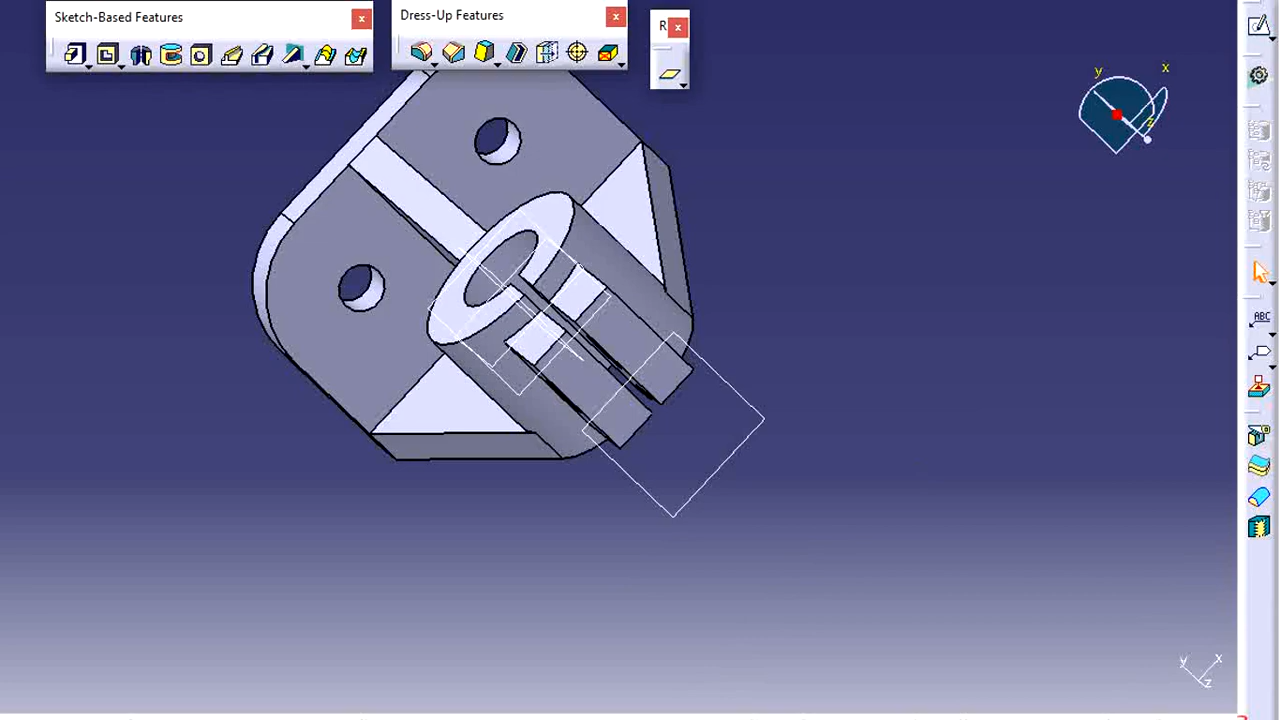 Sketch-Based Features
Dress-Up Features
R
y
x
z
ABC
y
x
z